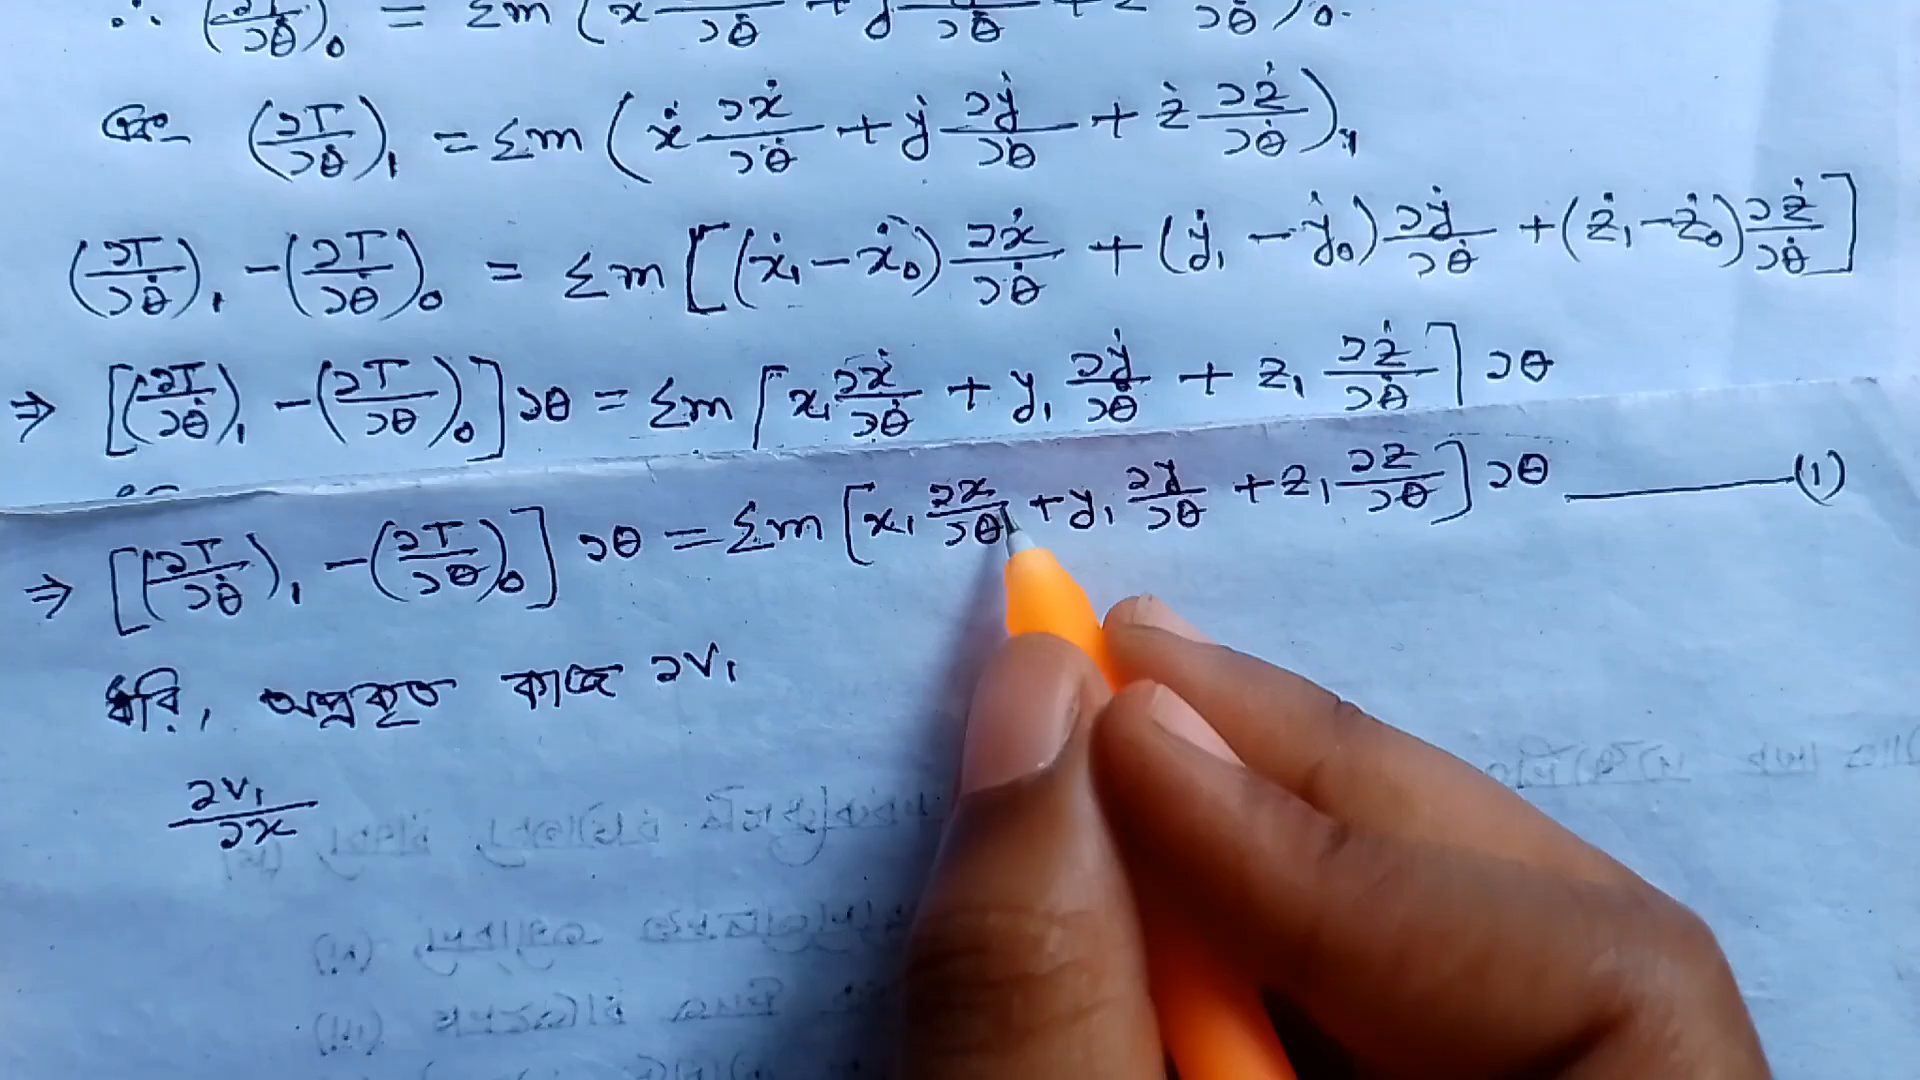 ∴ (∂T/∂θ̇)₀ = Σm (ẋ ∂ẋ/∂θ̇ + ẏ ∂ẏ/∂θ̇ + ż ∂ż/∂θ̇)₀.
এবং (∂T/∂θ̇)₁ = Σm (ẋ ∂ẋ/∂θ̇ + ẏ ∂ẏ/∂θ̇ + ż ∂ż/∂θ̇)₁
(∂T/∂θ̇)₁ - (∂T/∂θ̇)₀ = Σm [(ẋ₁ - ẋ₀) ∂ẋ/∂θ̇ + (ẏ₁ - ẏ₀) ∂ẏ/∂θ̇ + (ż₁ - ż₀) ∂ż/∂θ̇]
⇒ [(∂T/∂θ̇)₁ - (∂T/∂θ̇)₀] ∂θ = Σm [x₁ ∂ẋ/∂θ̇ + y₁ ∂ẏ/∂θ̇ + z₁ ∂ż/∂θ̇] ∂θ
⇒ [(∂T/∂θ̇)₁ - (∂T/∂θ̇)₀] ∂θ = Σm [x₁ ∂x/∂θ + y₁ ∂y/∂θ + z₁ ∂z/∂θ] ∂θ ——— (1)
ধরি, অপ্রকৃত কাজ ∂V₁
∂V₁/∂x